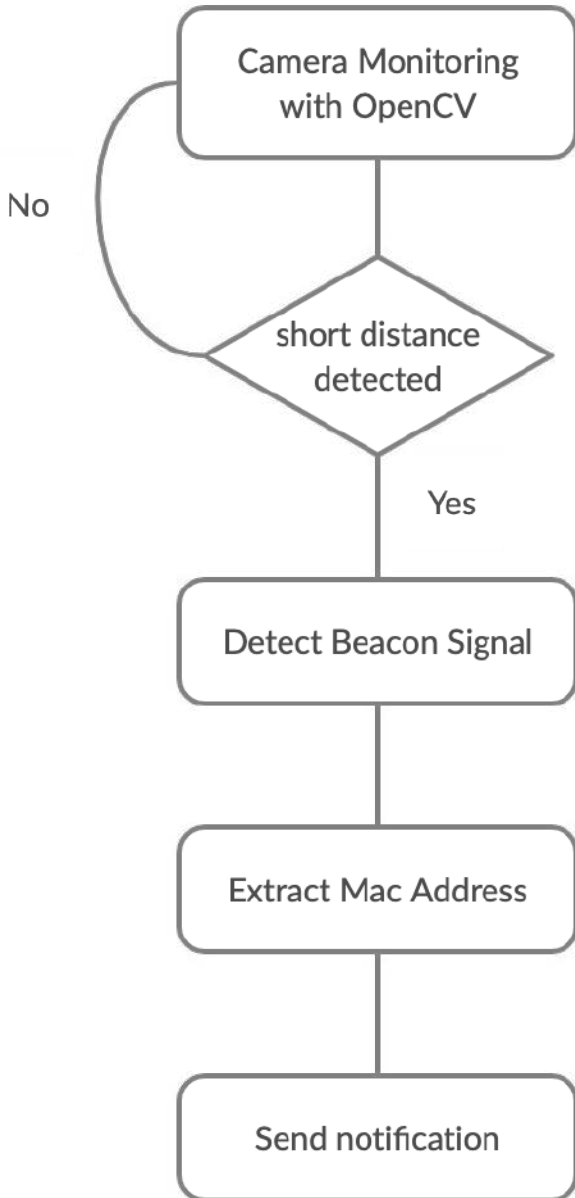 Camera Monitoring
with OpenCV
No
short distance
detected
Yes
Detect Beacon Signal
Extract Mac Address
Send notification